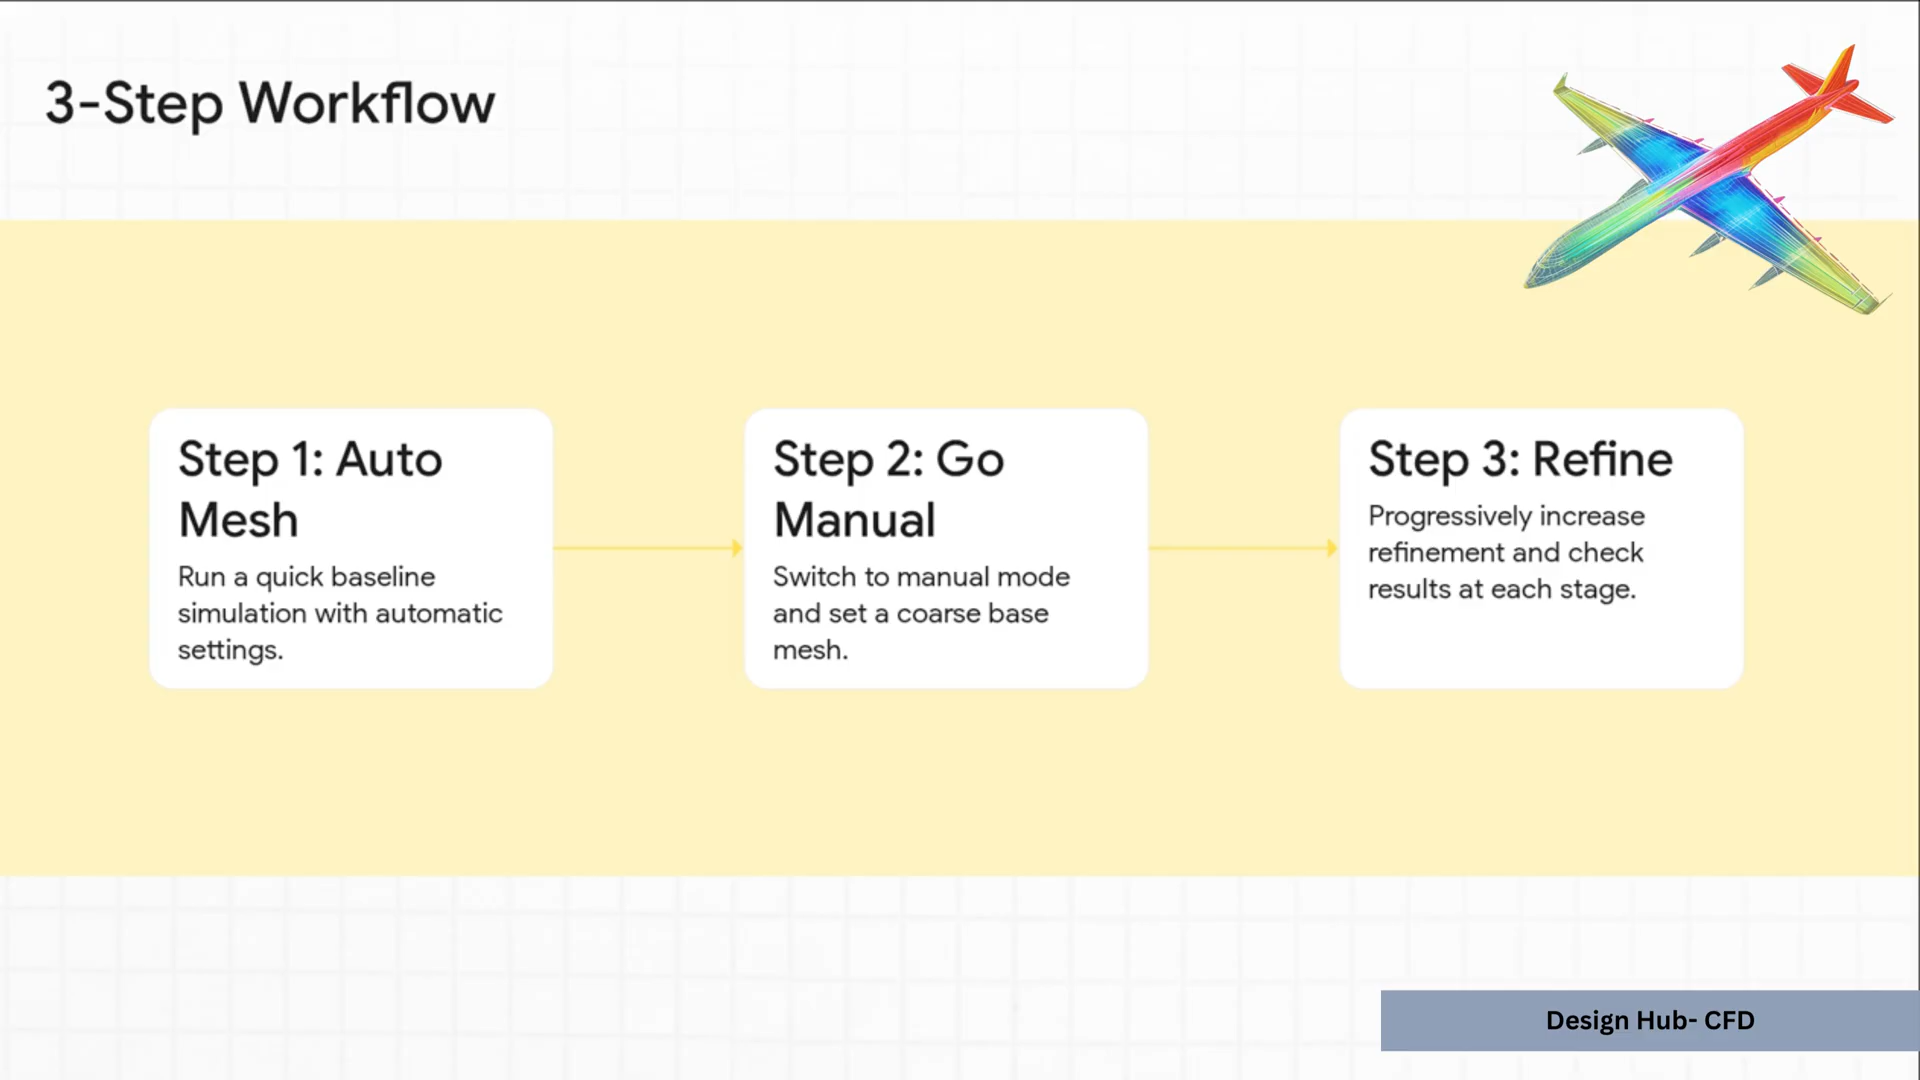 3-Step Workflow
Step 1: Auto
Mesh
Run a quick baseline
simulation with automatic
settings.
Step 2: Go
Manual
Switch to manual mode
and set a coarse base
mesh.
Step 3: Refine
Progressively increase
refinement and check
results at each stage.
Design Hub- CFD